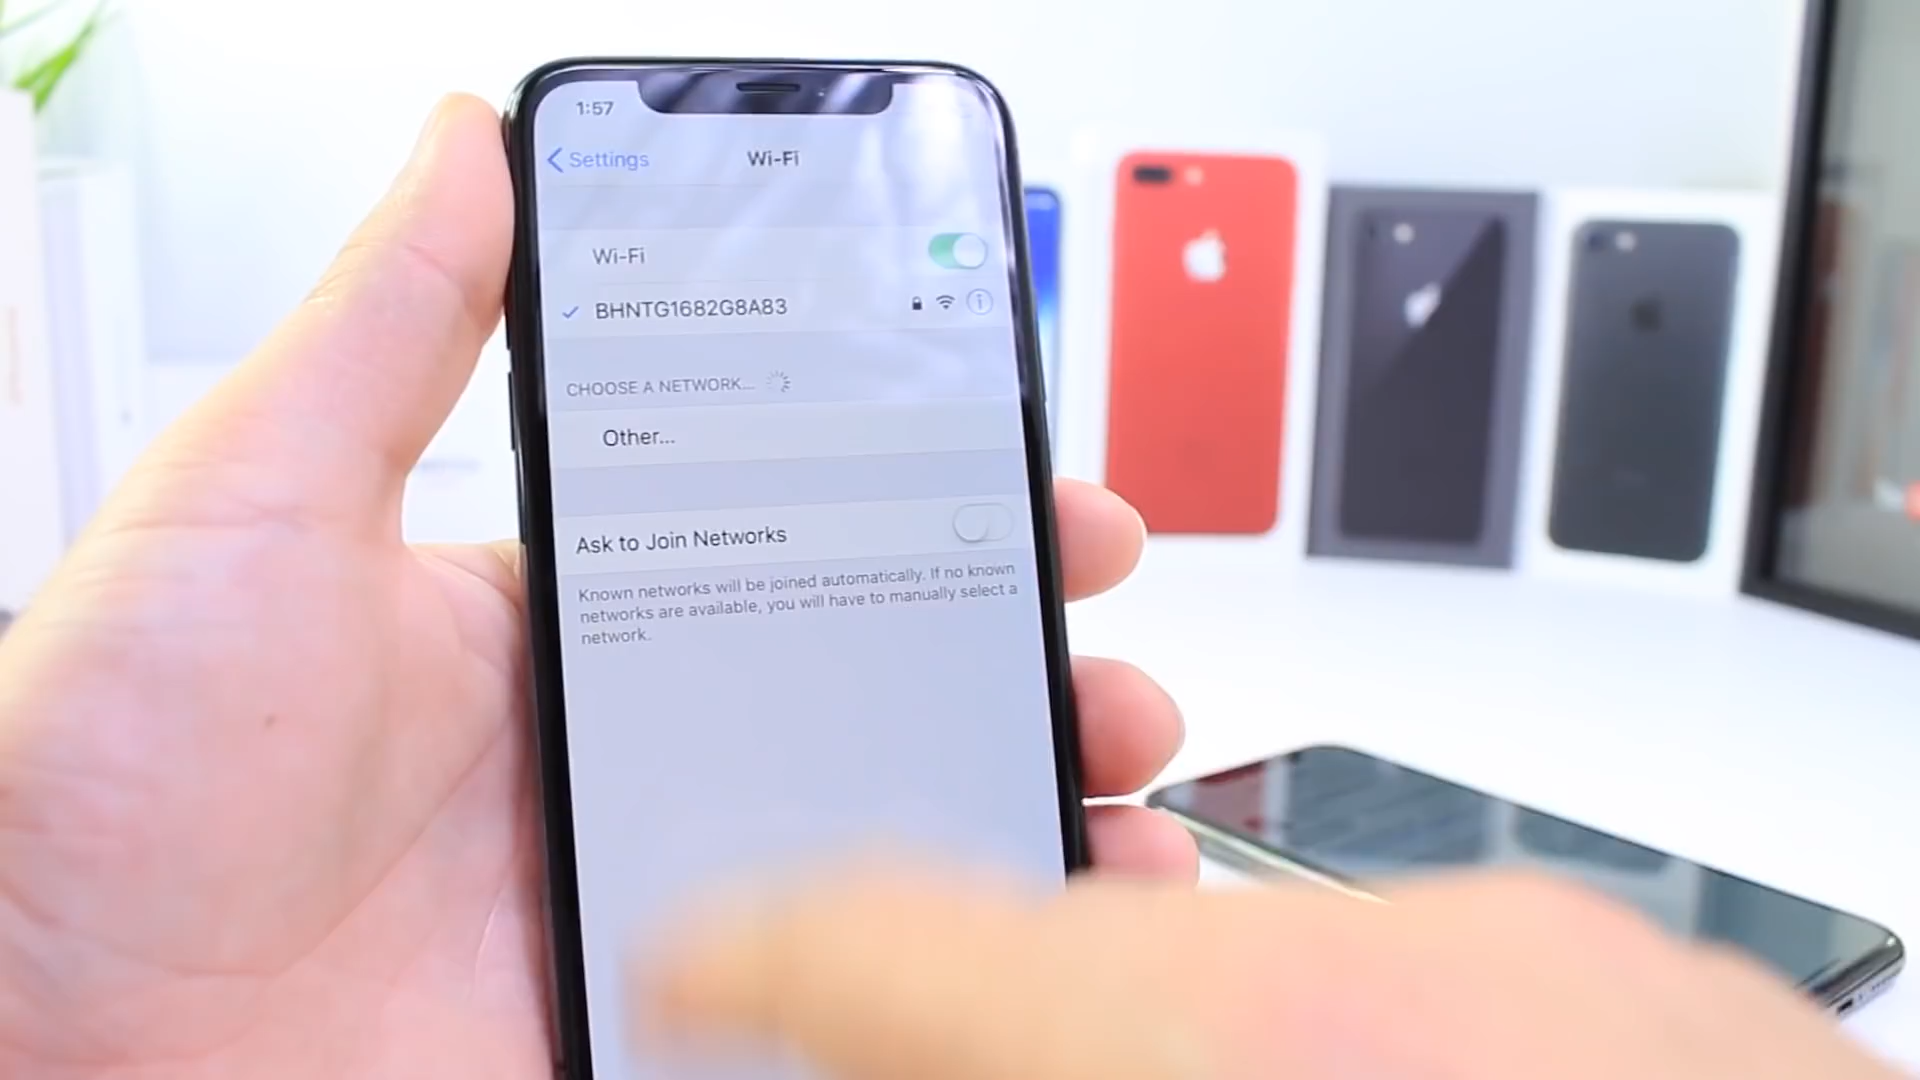 1:57
Settings
Wi-Fi
Wi-Fi
BHNTG1682G8A83
CHOOSE A NETWORK...
Other...
Ask to Join Networks
Known networks will be joined automatically. If no known
networks are available, you will have to manually select a
network.